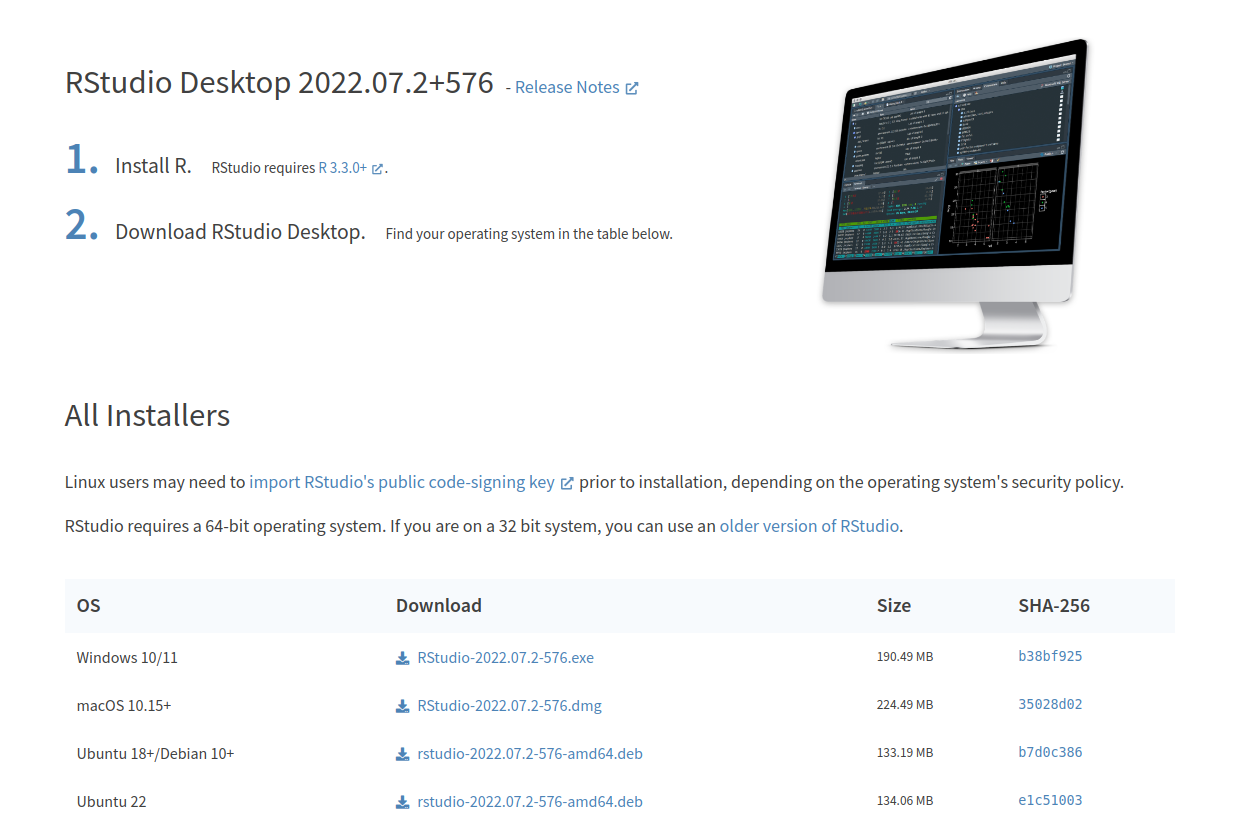 RStudio Desktop 2022.07.2+576 - Release Notes
1. Install R. RStudio requires R 3.3.0+.
2. Download RStudio Desktop. Find your operating system in the table below.
All Installers
Linux users may need to import RStudio's public code-signing key prior to installation, depending on the operating system's security policy.
RStudio requires a 64-bit operating system. If you are on a 32 bit system, you can use an older version of RStudio.
OS Download Size SHA-256
Windows 10/11 RStudio-2022.07.2-576.exe 190.49 MB b38bf925
macOS 10.15+ RStudio-2022.07.2-576.dmg 224.49 MB 35028d02
Ubuntu 18+/Debian 10+ rstudio-2022.07.2-576-amd64.deb 133.19 MB b7d0c386
Ubuntu 22 rstudio-2022.07.2-576-amd64.deb 134.06 MB e1c51003